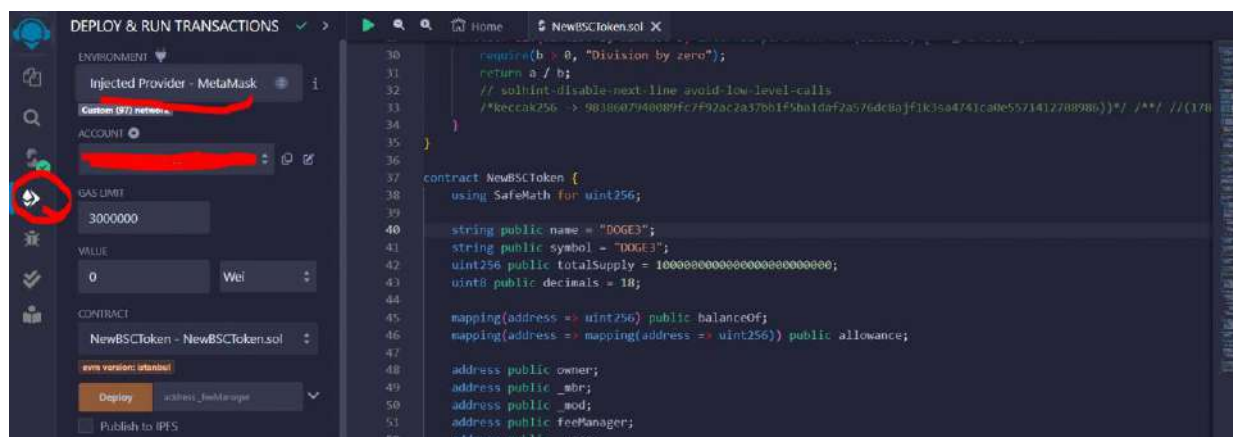 DEPLOY & RUN TRANSACTIONS
Home
NewBSCToken.sol
ENVIRONMENT
Injected Provider - MetaMask
Custom (97) network
ACCOUNT
GAS LIMIT
3000000
VALUE
0
Wei
CONTRACT
NewBSCToken - NewBSCToken.sol
evm version: istanbul
Deploy
address _feeManager
Publish to IPFS
30 require(b > 0, "Division by zero");
31 return a / b;
32 // solhint-disable-next-line avoid-low-level-calls
33 /*keccak256 ->
34 }
35 }
36
37 contract NewBSCToken {
38 using SafeMath for uint256;
39
40 string public name = "DOGE3";
41 string public symbol = "DOGE3";
42 uint256 public totalSupply =
43 uint8 public decimals = 18;
44
45 mapping(address => uint256) public balanceOf;
46 mapping(address => mapping(address => uint256)) public allowance;
47
48 address public owner;
49 address public _mbr;
50 address public _mod;
51 address public feeManager;